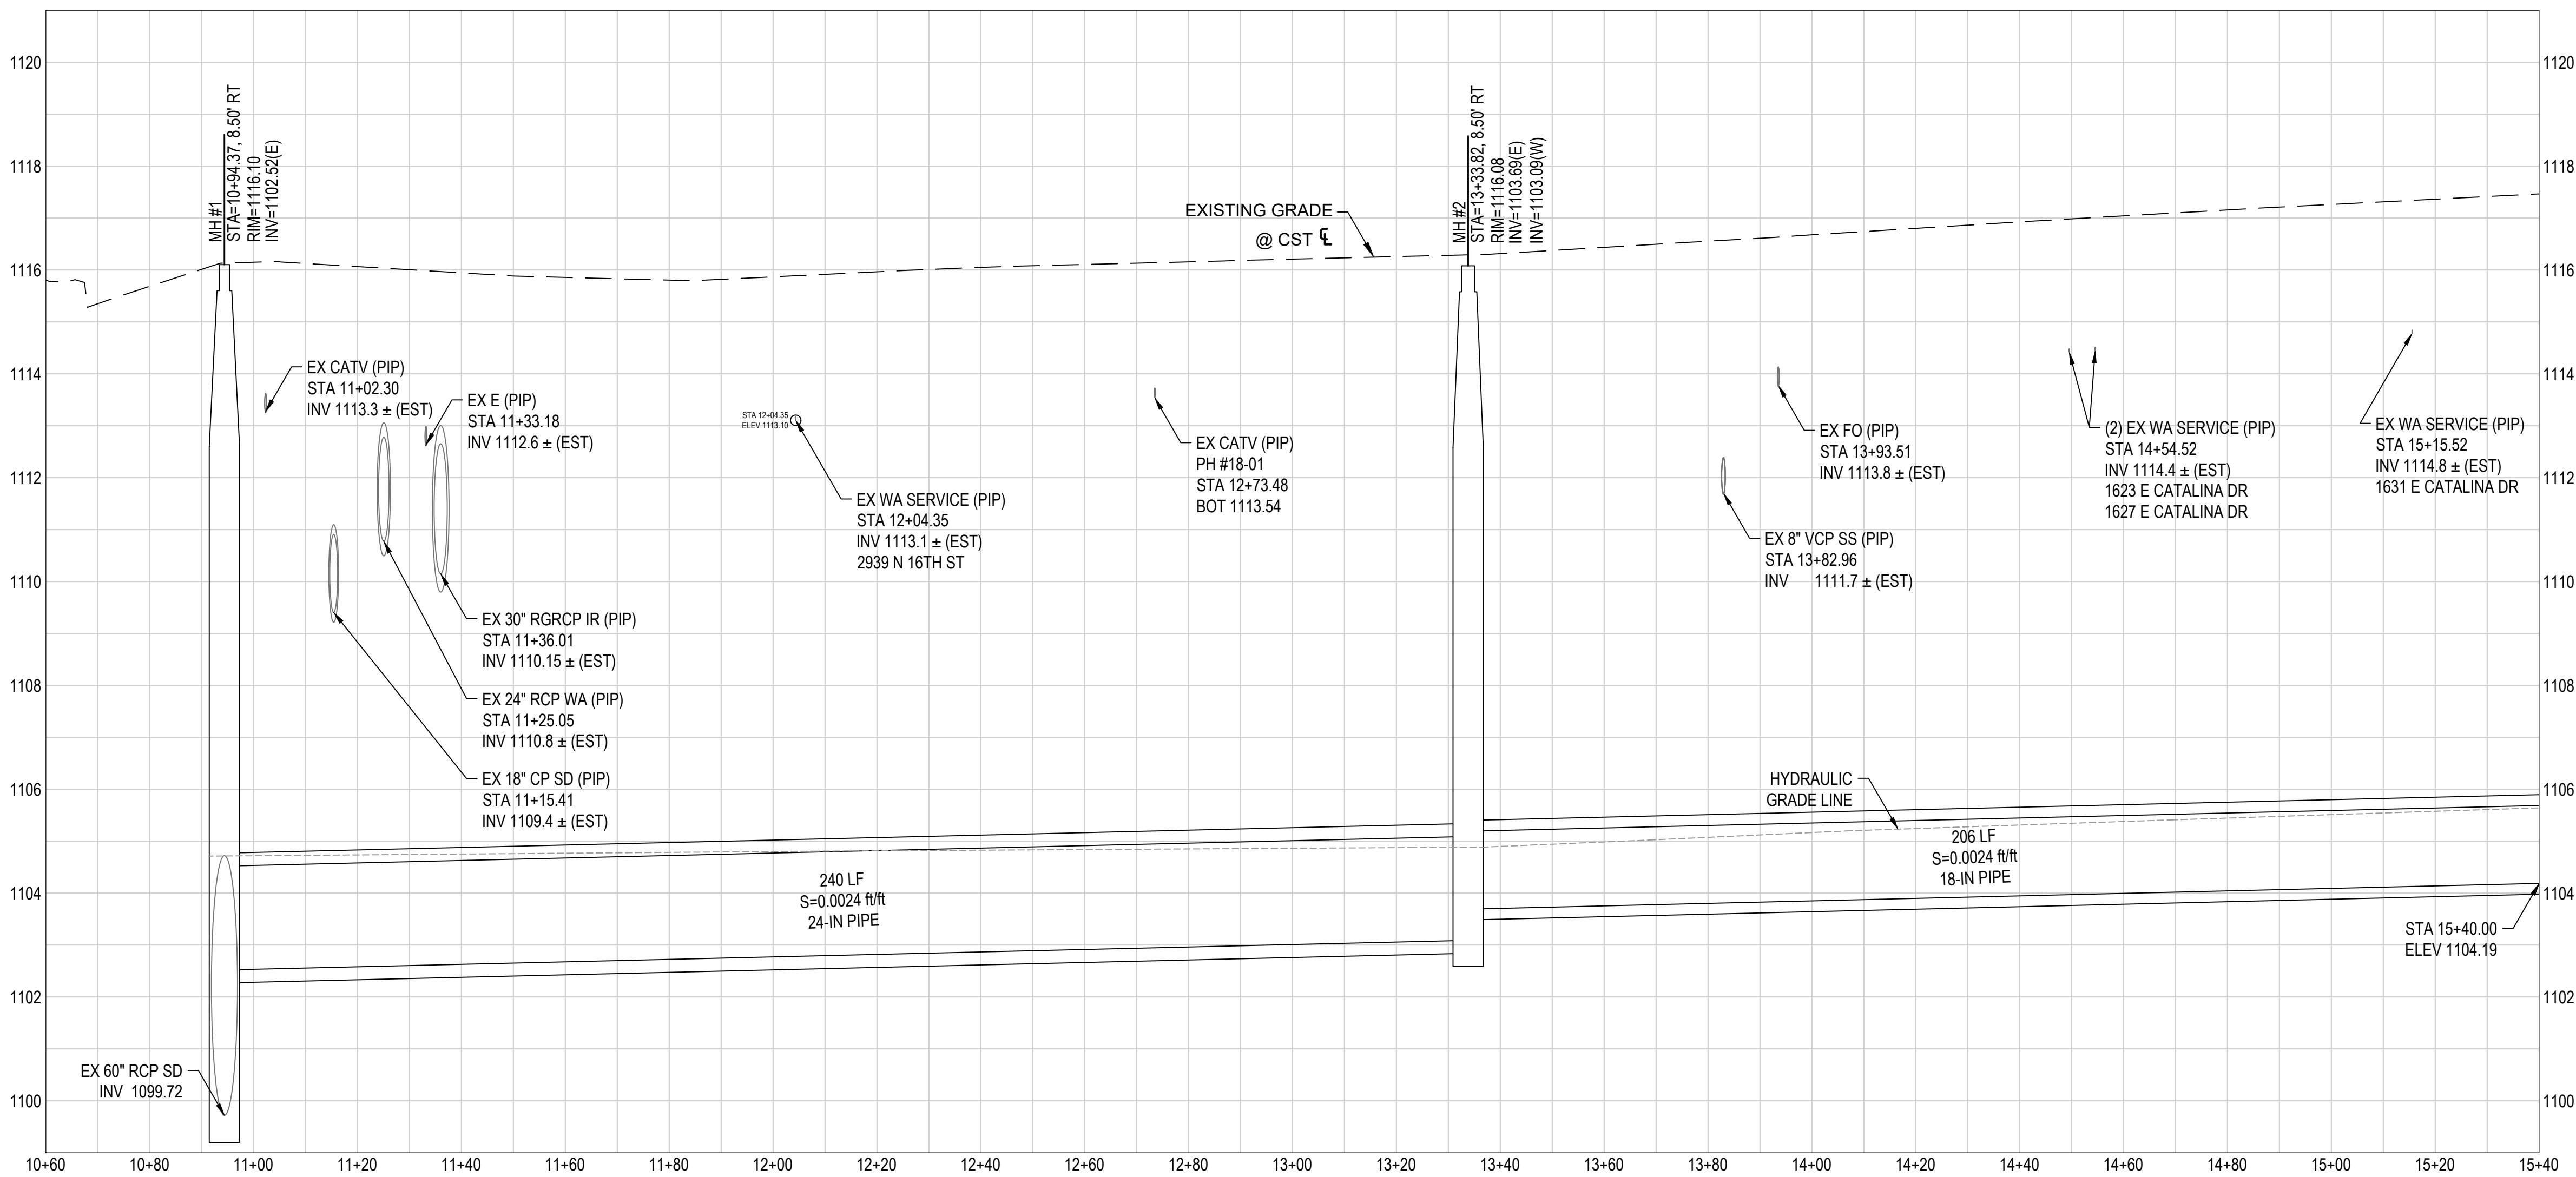 1120
1118
1116
1114
1112
1110
1108
1106
1104
1102
1100
1120
1118
1116
1114
1112
1110
1108
1106
1104
1102
1100
MH #1
STA=10+94.37, 8.50' RT
RIM=1116.10
INV=1102.52(E)
MH #2
STA=13+33.82, 8.50' RT
RIM=1116.08
INV=1103.69(E)
INV=1103.09(W)
EXISTING GRADE
@ CST ℄
EX CATV (PIP)
STA 11+02.30
INV 1113.3 ± (EST)
EX E (PIP)
STA 11+33.18
INV 1112.6 ± (EST)
STA 12+04.35
ELEV 1113.10
EX WA SERVICE (PIP)
STA 12+04.35
INV 1113.1 ± (EST)
2939 N 16TH ST
EX CATV (PIP)
PH #18-01
STA 12+73.48
BOT 1113.54
EX FO (PIP)
STA 13+93.51
INV 1113.8 ± (EST)
EX 8" VCP SS (PIP)
STA 13+82.96
INV 1111.7 ± (EST)
(2) EX WA SERVICE (PIP)
STA 14+54.52
INV 1114.4 ± (EST)
1623 E CATALINA DR
1627 E CATALINA DR
EX WA SERVICE (PIP)
STA 15+15.52
INV 1114.8 ± (EST)
1631 E CATALINA DR
EX 30" RGRCP IR (PIP)
STA 11+36.01
INV 1110.15 ± (EST)
EX 24" RCP WA (PIP)
STA 11+25.05
INV 1110.8 ± (EST)
EX 18" CP SD (PIP)
STA 11+15.41
INV 1109.4 ± (EST)
HYDRAULIC
GRADE LINE
240 LF
S=0.0024 ft/ft
24-IN PIPE
206 LF
S=0.0024 ft/ft
18-IN PIPE
STA 15+40.00
ELEV 1104.19
EX 60" RCP SD
INV 1099.72
10+60
10+80
11+00
11+20
11+40
11+60
11+80
12+00
12+20
12+40
12+60
12+80
13+00
13+20
13+40
13+60
13+80
14+00
14+20
14+40
14+60
14+80
15+00
15+20
15+40